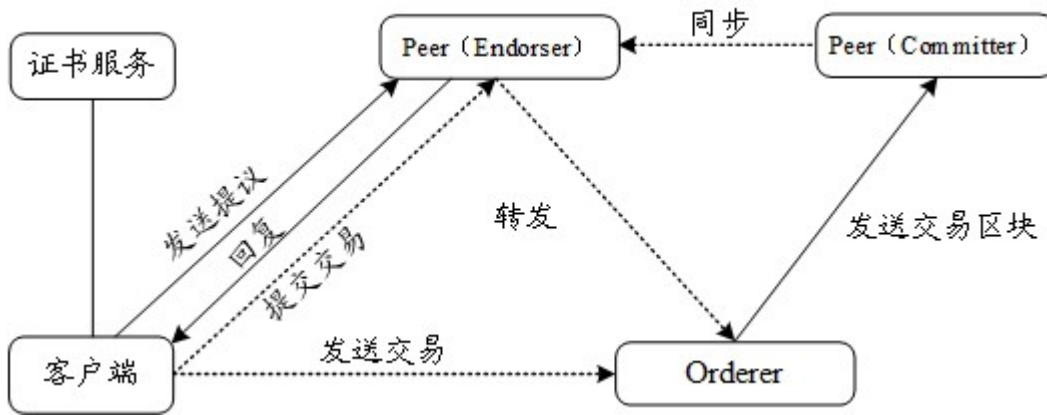 同步
Peer（Endorser）
Peer（Committer）
证书服务
发送提议
回复
提交交易
转发
发送交易区块
发送交易
客户端
Orderer